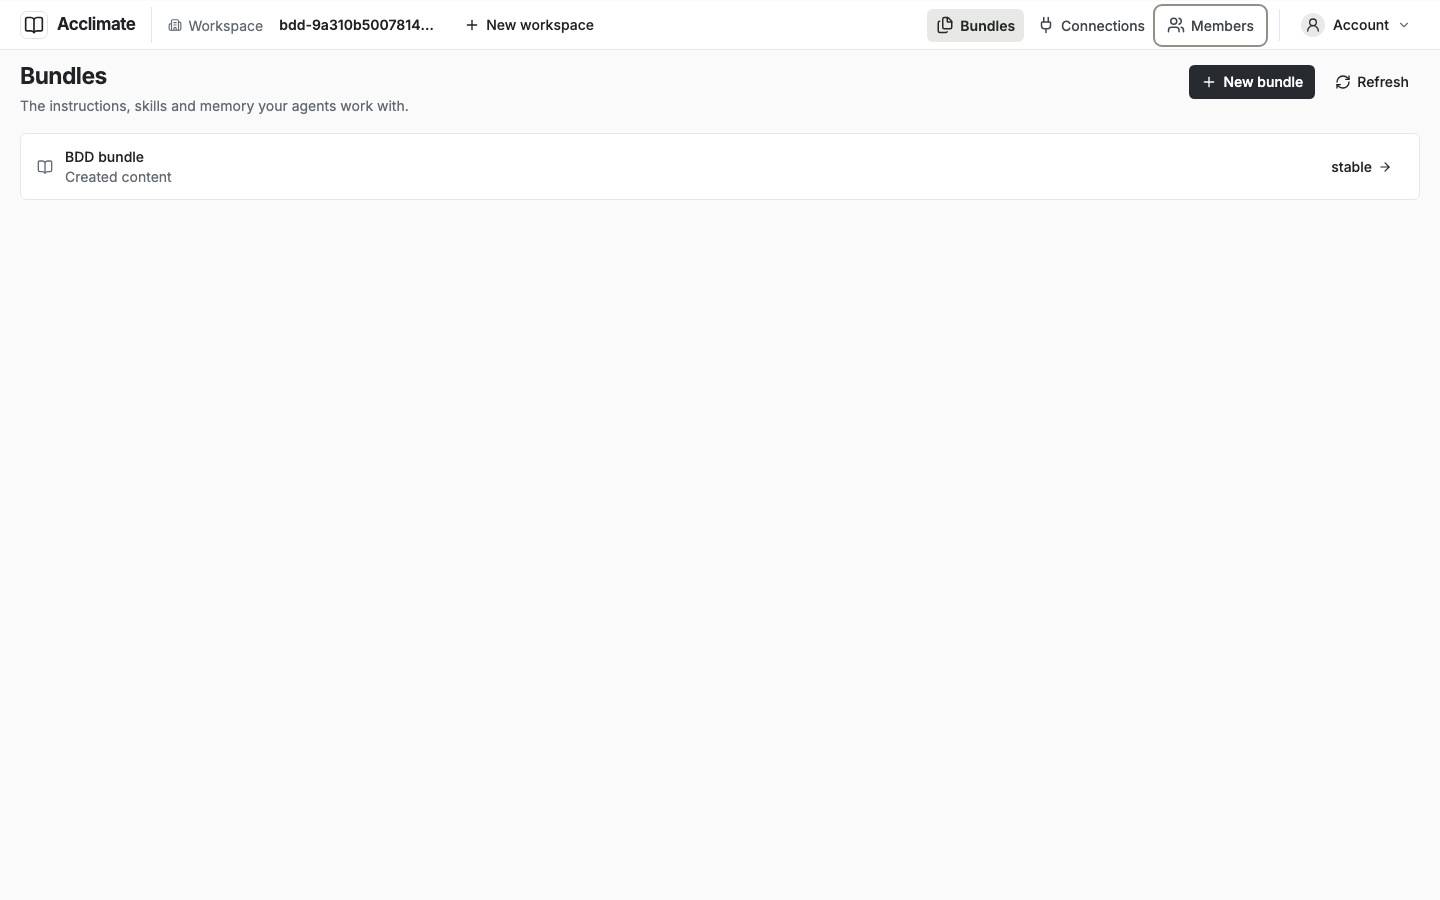 Acclimate
Workspace bdd-9a310b5007814... New workspace
Bundles Connections Members Account
Bundles
New bundle Refresh
The instructions, skills and memory your agents work with.
BDD bundle
Created content
stable